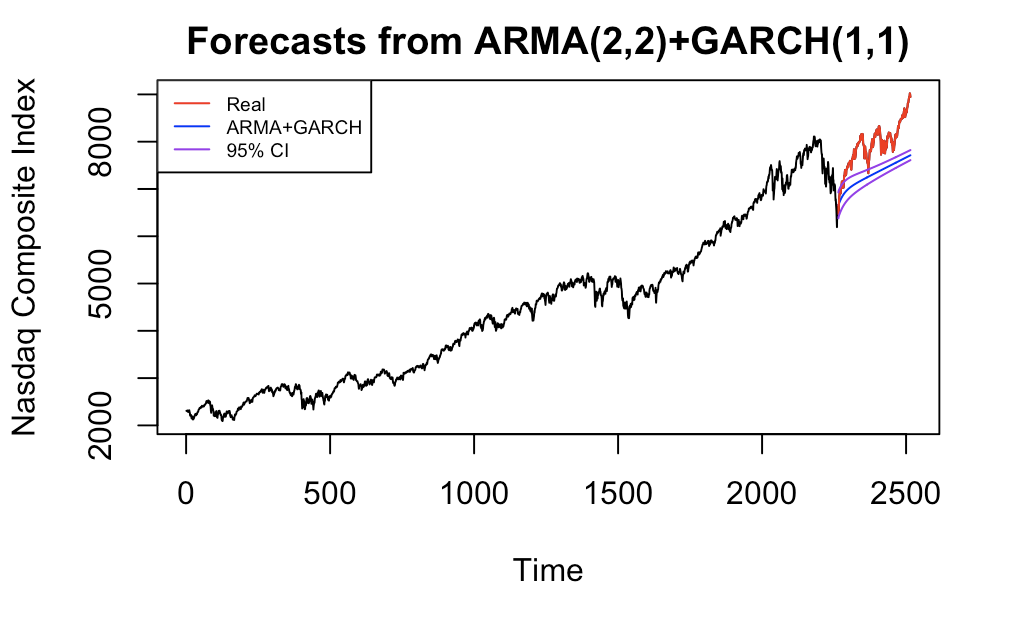 Forecasts from ARMA(2,2)+GARCH(1,1)
Real
ARMA+GARCH
95% CI
Nasdaq Composite Index
8000
5000
2000
0 500 1000 1500 2000 2500
Time